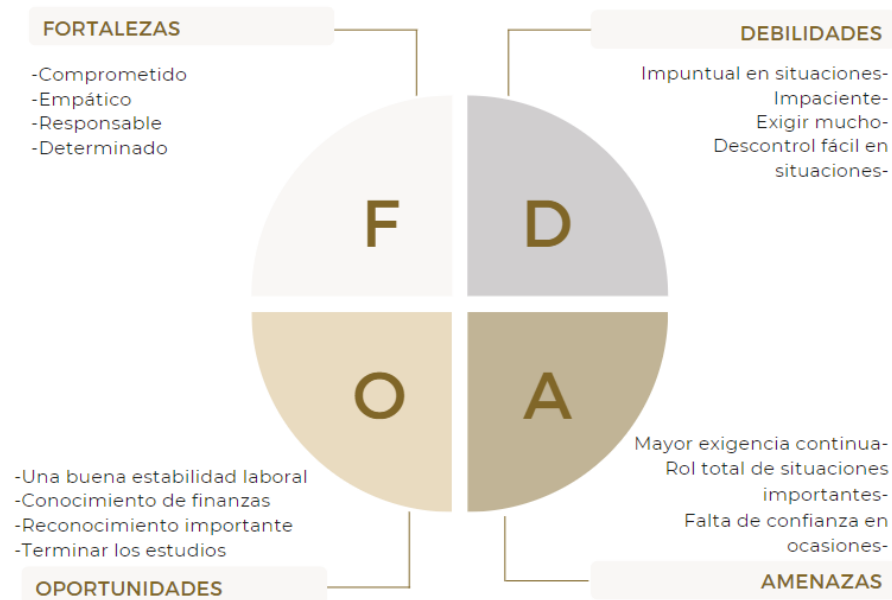 FORTALEZAS
-Comprometido
-Empático
-Responsable
-Determinado
DEBILIDADES
Impuntual en situaciones-
Impaciente-
Exigir mucho-
Descontrol fácil en
situaciones-
F
D
O
A
-Una buena estabilidad laboral
-Conocimiento de finanzas
-Reconocimiento importante
-Terminar los estudios
OPORTUNIDADES
Mayor exigencia continua-
Rol total de situaciones
importantes-
Falta de confianza en
ocasiones-
AMENAZAS